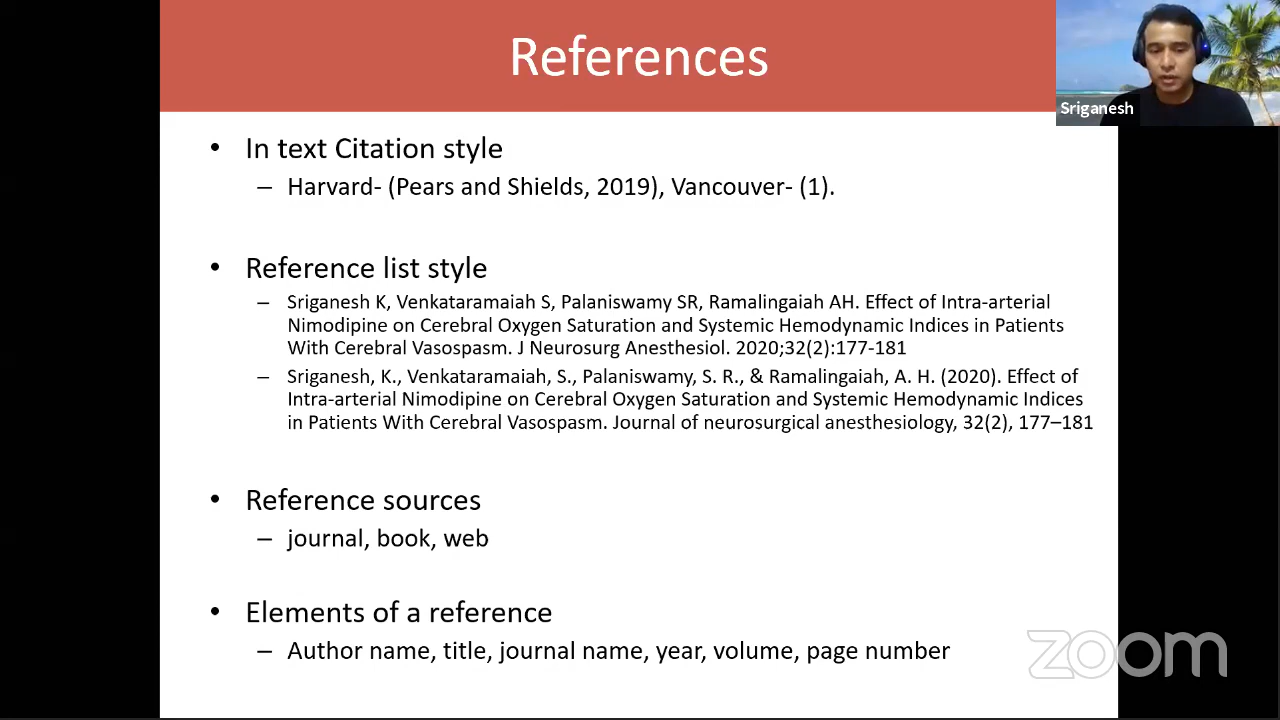 References
Sriganesh
• In text Citation style
– Harvard- (Pears and Shields, 2019), Vancouver- (1).
• Reference list style
– Sriganesh K, Venkataramaiah S, Palaniswamy SR, Ramalingaiah AH. Effect of Intra-arterial
Nimodipine on Cerebral Oxygen Saturation and Systemic Hemodynamic Indices in Patients
With Cerebral Vasospasm. J Neurosurg Anesthesiol. 2020;32(2):177-181
– Sriganesh, K., Venkataramaiah, S., Palaniswamy, S. R., & Ramalingaiah, A. H. (2020). Effect of
Intra-arterial Nimodipine on Cerebral Oxygen Saturation and Systemic Hemodynamic Indices
in Patients With Cerebral Vasospasm. Journal of neurosurgical anesthesiology, 32(2), 177–181
• Reference sources
– journal, book, web
• Elements of a reference
– Author name, title, journal name, year, volume, page number
zoom